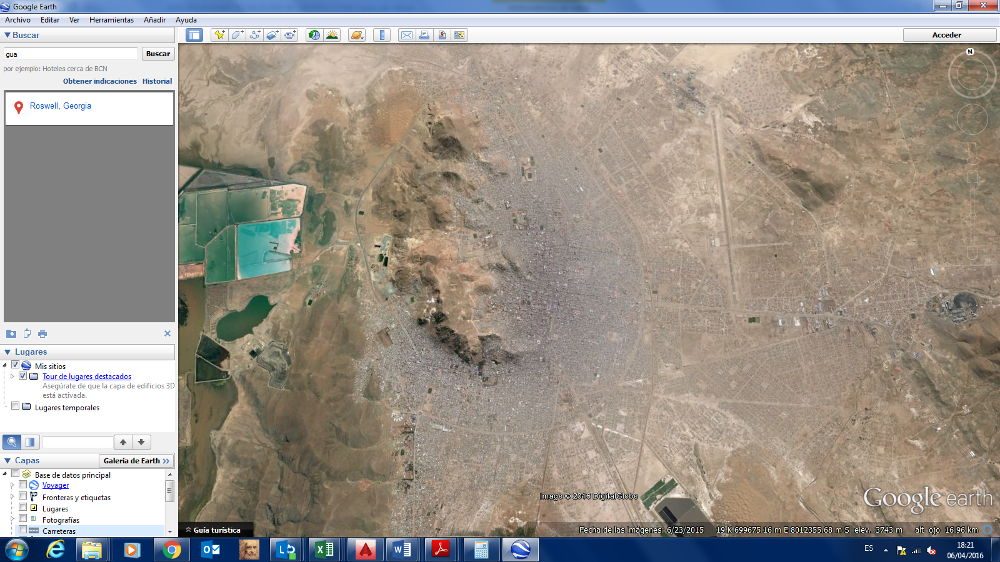 Google Earth
Archivo Editar Ver Herramientas Añadir Ayuda
Buscar
gua
Buscar
por ejemplo: Hoteles cerca de BCN
Obtener indicaciones Historial
Roswell, Georgia
Acceder
N
Lugares
Mis sitios
Tour de lugares destacados
Asegúrate de que la capa de edificios 3D
está activada.
Lugares temporales
Capas
Galería de Earth
Base de datos principal
Voyager
Fronteras y etiquetas
Lugares
Fotografías
Carreteras
Image © 2016 DigitalGlobe
Google earth
Guía turística
Fecha de las imágenes: 6/23/2015 19 K 699675.16 m E 8012355.68 m S elev. 3743 m alt. ojo 16.96 km
ES
18:21
06/04/2016